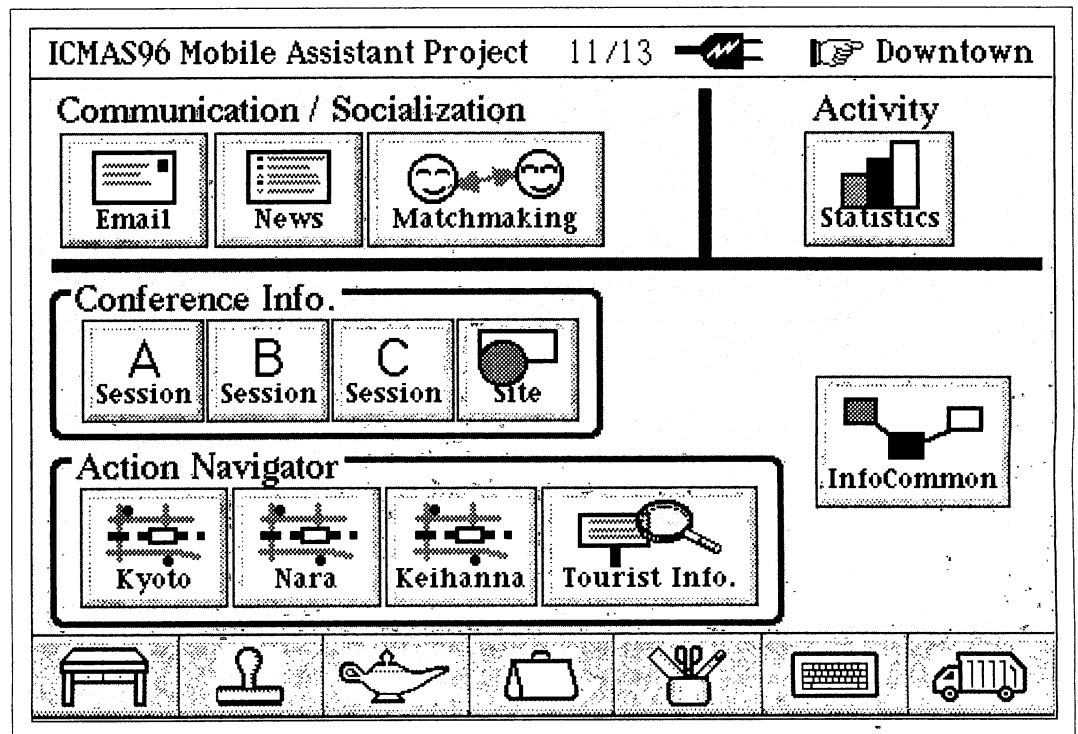 ICMAS96 Mobile Assistant Project 11/13 Downtown
Communication / Socialization
Activity
Email
News
Matchmaking
Statistics
Conference Info.
A
Session
B
Session
C
Session
Site
InfoCommon
Action Navigator
Kyoto
Nara
Keihanna
Tourist Info.